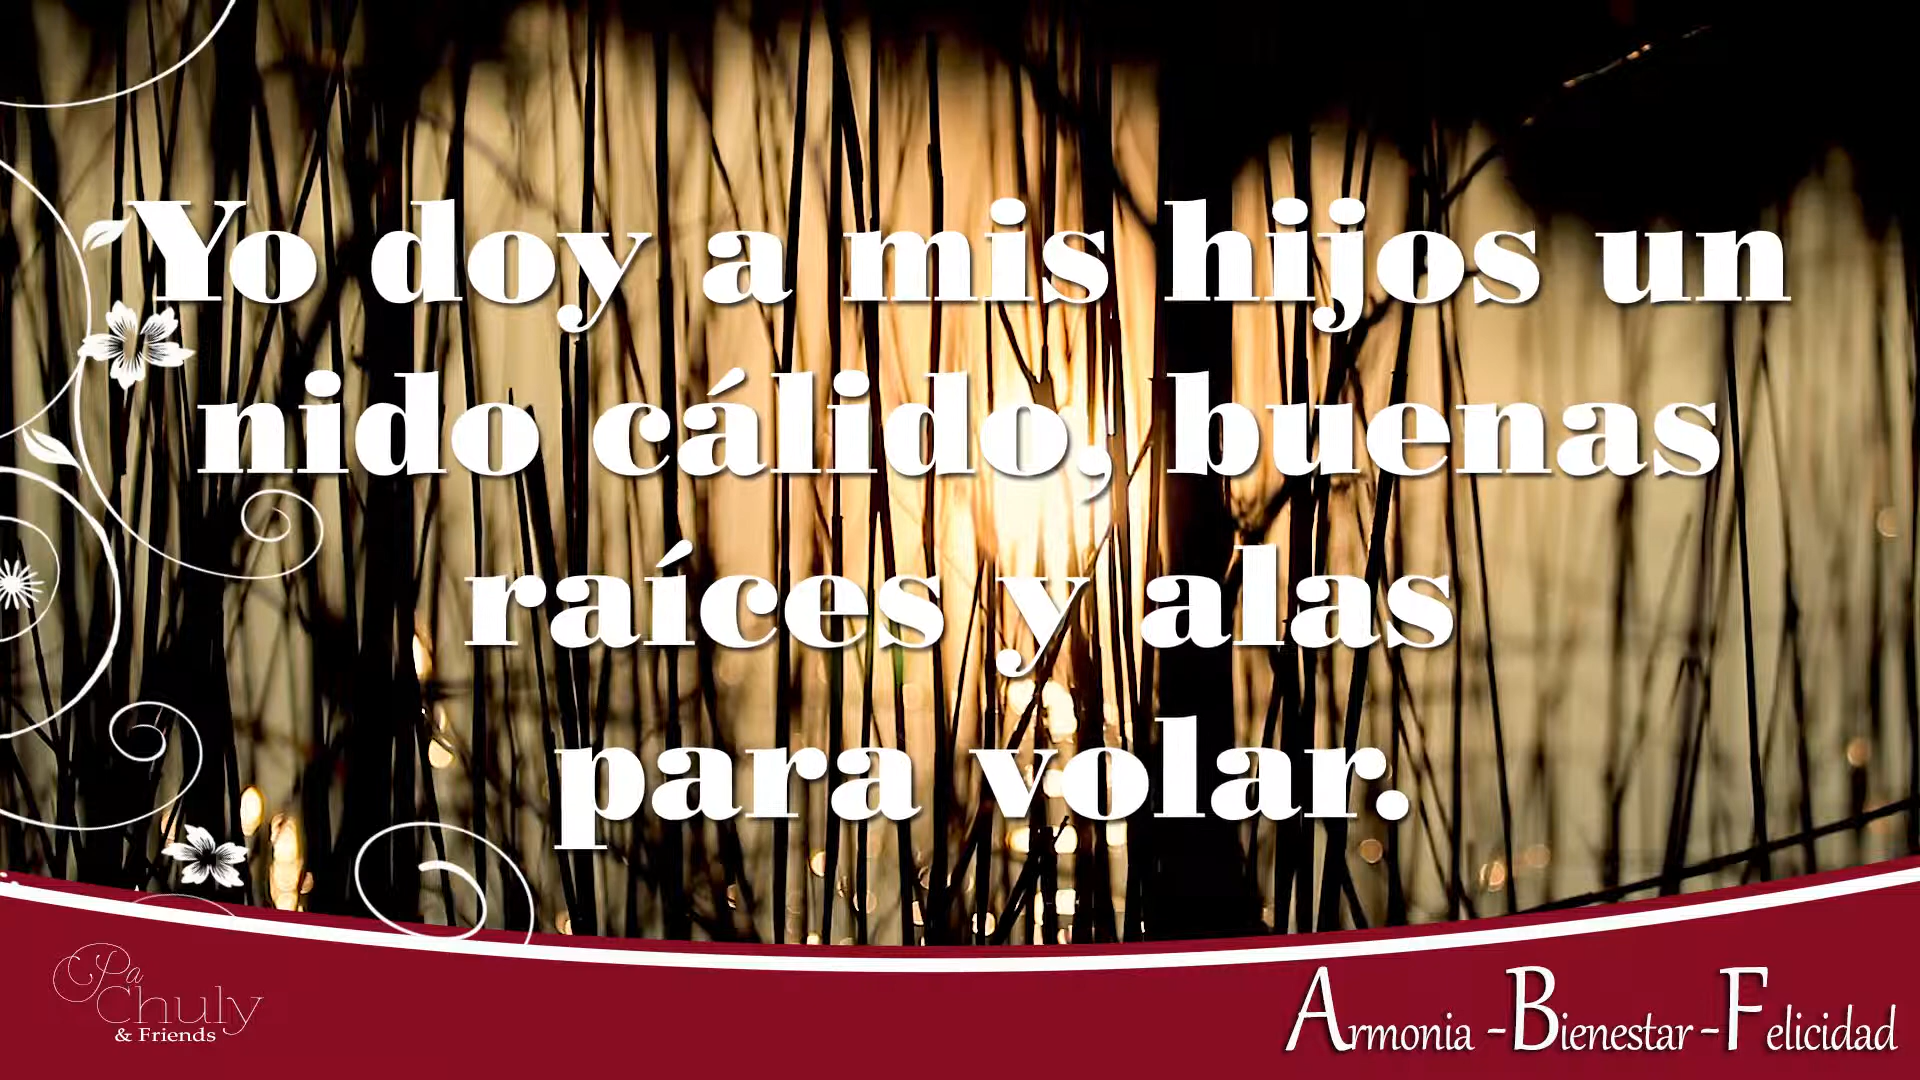 Yo doy a mis hijos un
nido cálido, buenas
raíces y alas
para volar.
Pa
Chuly
& Friends
Armonia - Bienestar - Felicidad